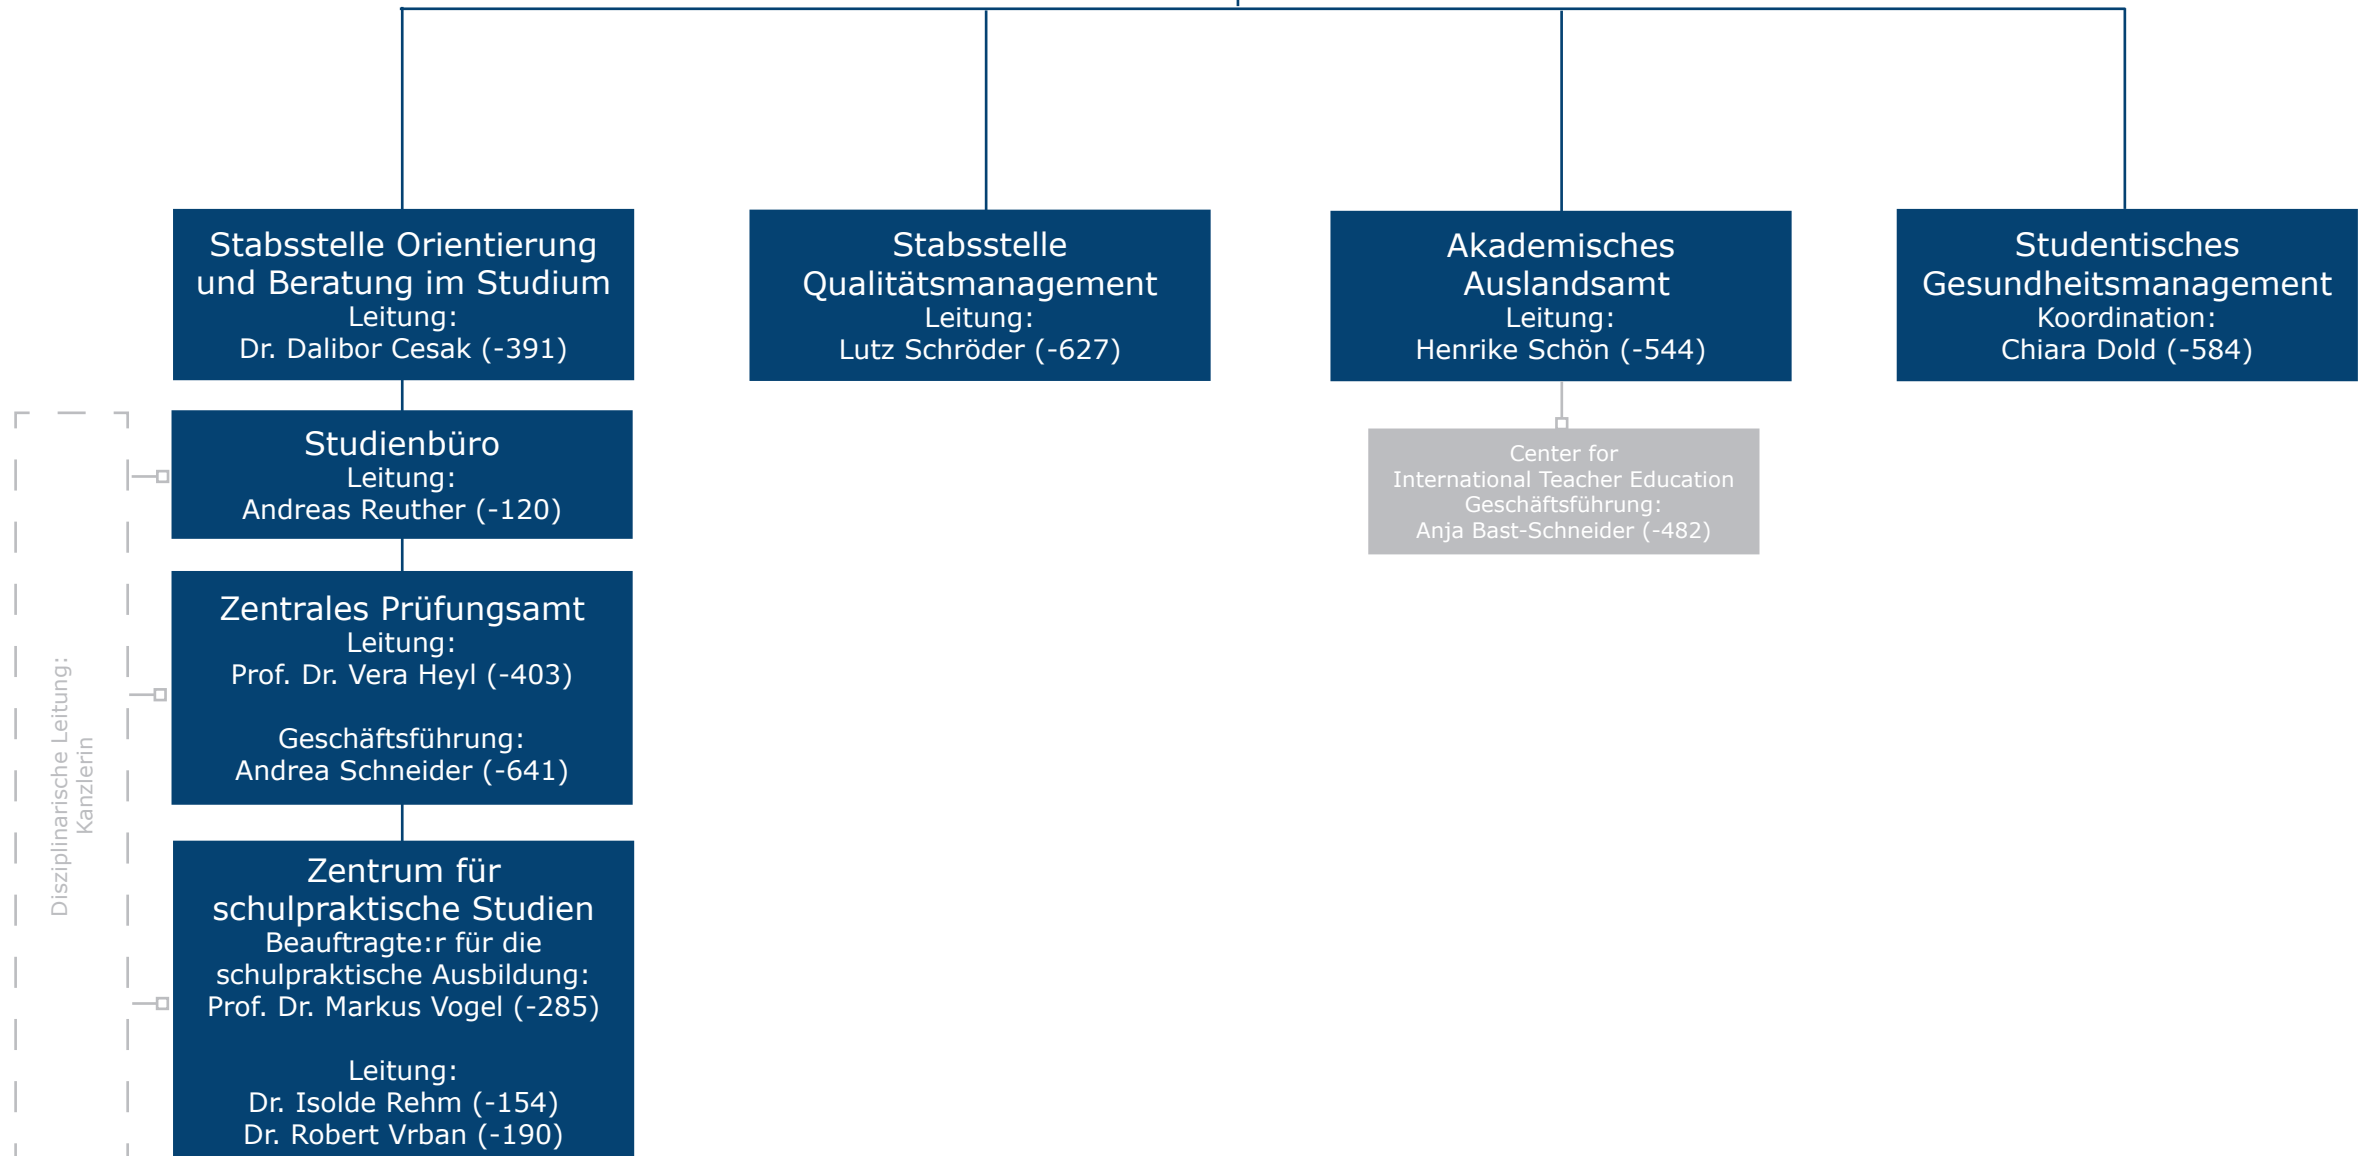 Stabsstelle Orientierung
und Beratung im Studium
Leitung:
Dr. Dalibor Cesak (-391)
Stabsstelle
Qualitätsmanagement
Leitung:
Lutz Schröder (-627)
Akademisches
Auslandsamt
Leitung:
Henrike Schön (-544)
Studentisches
Gesundheitsmanagement
Koordination:
Chiara Dold (-584)
Center for
International Teacher Education
Geschäftsführung:
Anja Bast-Schneider (-482)
Disziplinarische Leitung:
Kanzlerin
Studienbüro
Leitung:
Andreas Reuther (-120)
Zentrales Prüfungsamt
Leitung:
Prof. Dr. Vera Heyl (-403)
Geschäftsführung:
Andrea Schneider (-641)
Zentrum für
schulpraktische Studien
Beauftragte:r für die
schulpraktische Ausbildung:
Prof. Dr. Markus Vogel (-285)
Leitung:
Dr. Isolde Rehm (-154)
Dr. Robert Vrban (-190)